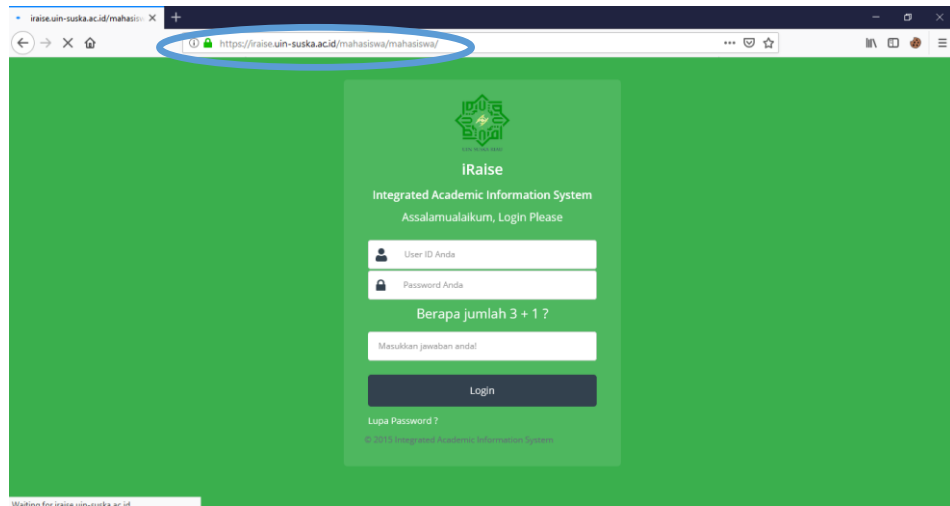 iraise.uin-suska.ac.id/mahasisw
https://iraise.uin-suska.ac.id/mahasiswa/mahasiswa/
iRaise
Integrated Academic Information System
Assalamualaikum, Login Please
User ID Anda
Password Anda
Berapa jumlah 3 + 1 ?
Masukkan jawaban anda!
Login
Lupa Password ?
© 2015 Integrated Academic Information System
Waiting for iraise.uin-suska.ac.id